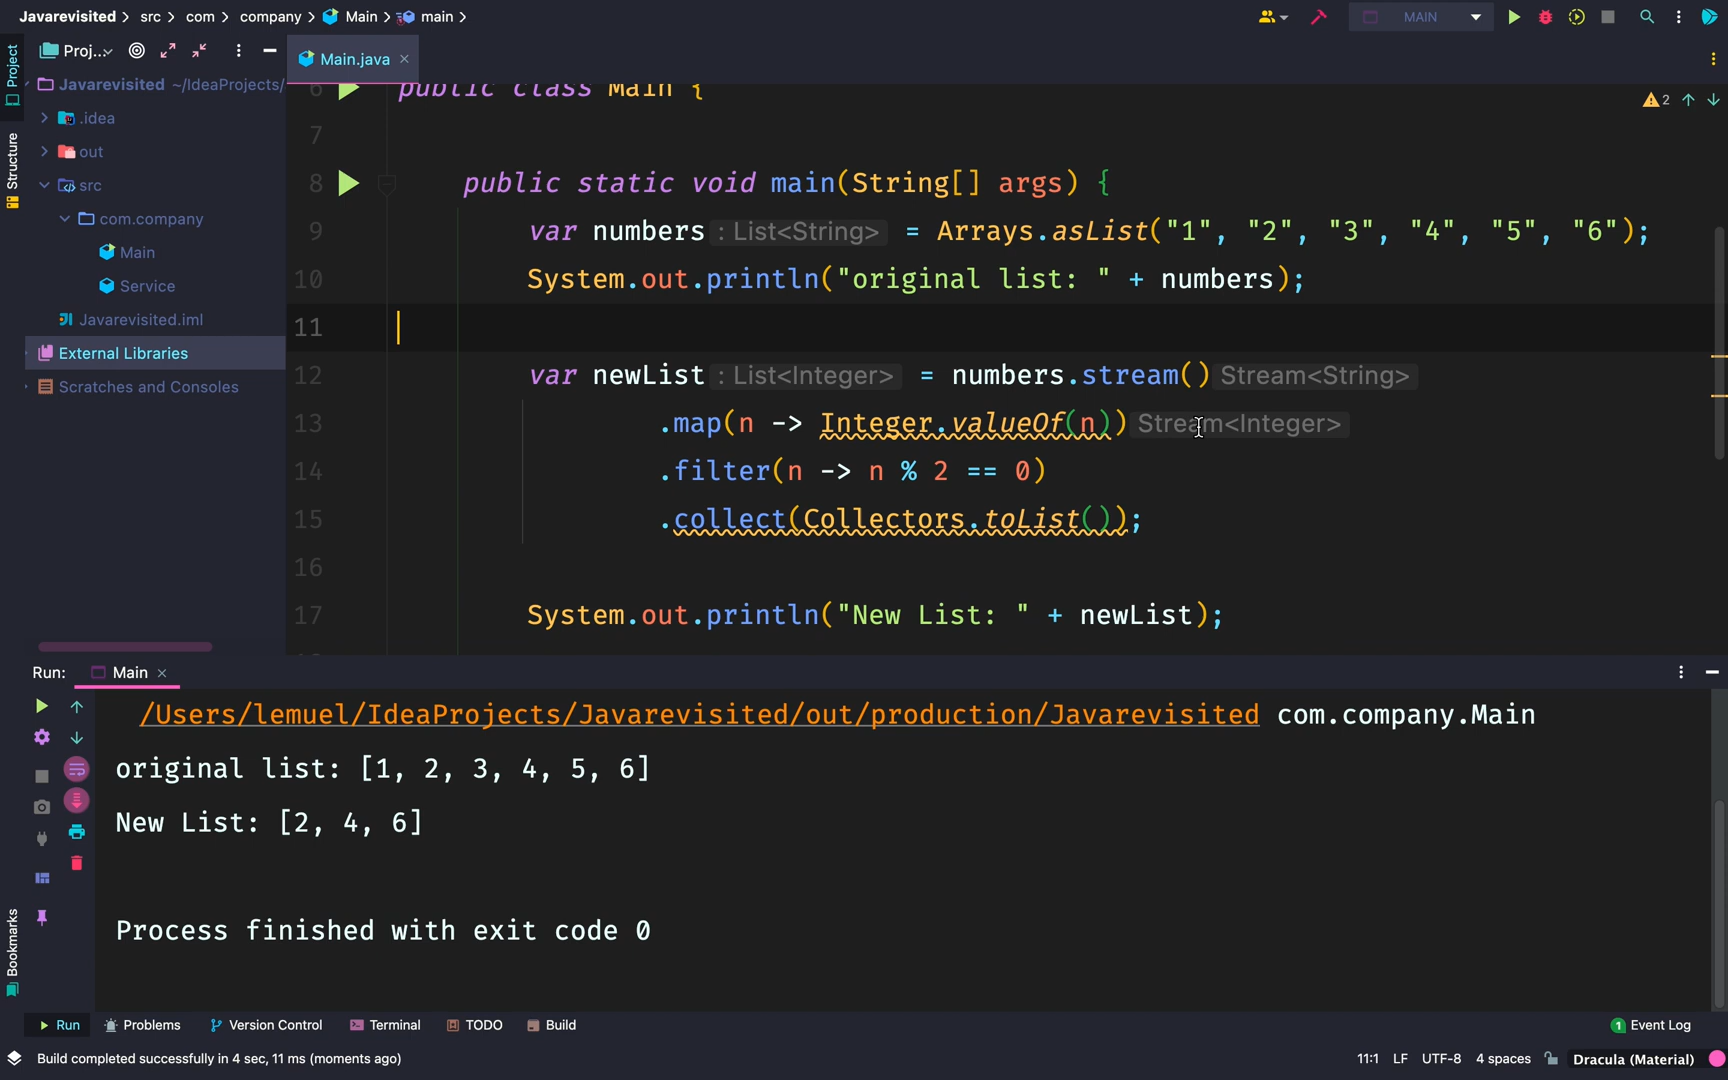 Javarevisited > src > com > company > Main > main >
MAIN
Project
Proj...
Main.java ×
Javarevisited ~/IdeaProjects/
.idea
out
src
com.company
Main
Service
Javarevisited.iml
External Libraries
Scratches and Consoles
Structure
Bookmarks
2
6 public class Main {
7
8 public static void main(String[] args) {
9 var numbers : List<String> = Arrays.asList("1", "2", "3", "4", "5", "6");
10 System.out.println("original list: " + numbers);
11
12 var newList : List<Integer> = numbers.stream() Stream<String>
13 .map(n -> Integer.valueOf(n)) Stream<Integer>
14 .filter(n -> n % 2 == 0)
15 .collect(Collectors.toList());
16
17 System.out.println("New List: " + newList);
Run: Main ×
/Users/lemuel/IdeaProjects/Javarevisited/out/production/Javarevisited com.company.Main
original list: [1, 2, 3, 4, 5, 6]
New List: [2, 4, 6]
Process finished with exit code 0
Run Problems Version Control Terminal TODO Build 1 Event Log
Build completed successfully in 4 sec, 11 ms (moments ago) 11:1 LF UTF-8 4 spaces Dracula (Material)